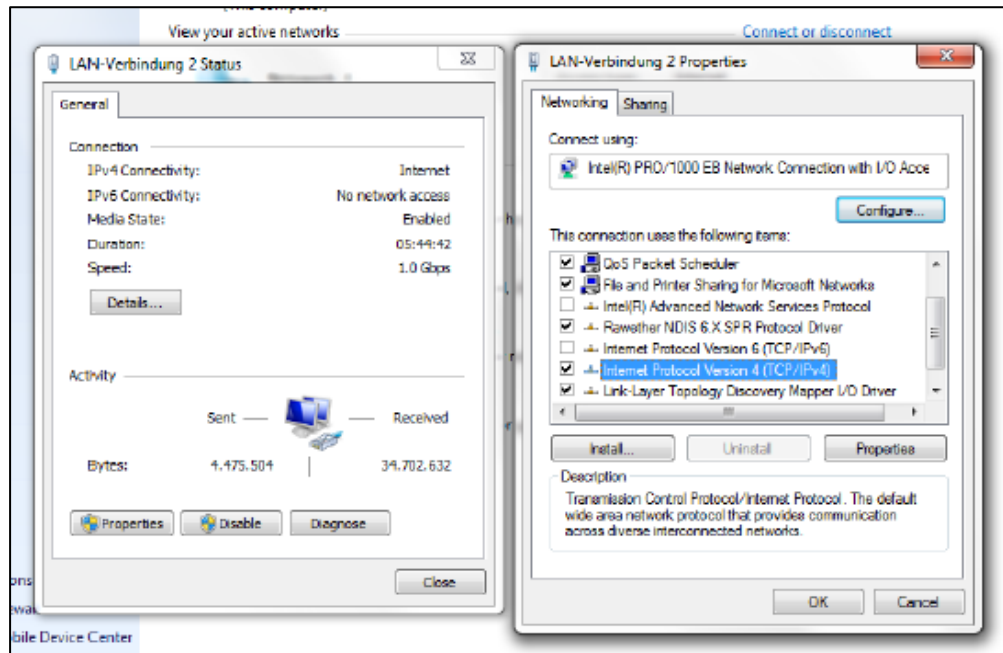 View your active networks
Connect or disconnect
LAN-Verbindung 2 Status
General
Connection
IPv4 Connectivity: Internet
IPv6 Connectivity: No network access
Media State: Enabled
Duration: 05:44:42
Speed: 1.0 Gbps
Details...
Activity
Sent Received
Bytes: 4.475.504 34.702.632
Properties Disable Diagnose
Close
LAN-Verbindung 2 Properties
Networking Sharing
Connect using:
Intel(R) PRO/1000 EB Network Connection with I/O Acce
Configure...
This connection uses the following items:
QoS Packet Scheduler
File and Printer Sharing for Microsoft Networks
Intel(R) Advanced Network Services Protocol
Rawether NDIS 6.X SPR Protocol Driver
Internet Protocol Version 6 (TCP/IPv6)
Internet Protocol Version 4 (TCP/IPv4)
Link-Layer Topology Discovery Mapper I/O Driver
Install... Uninstall Properties
Description
Transmission Control Protocol/Internet Protocol. The default
wide area network protocol that provides communication
across diverse interconnected networks.
OK Cancel
bile Device Center